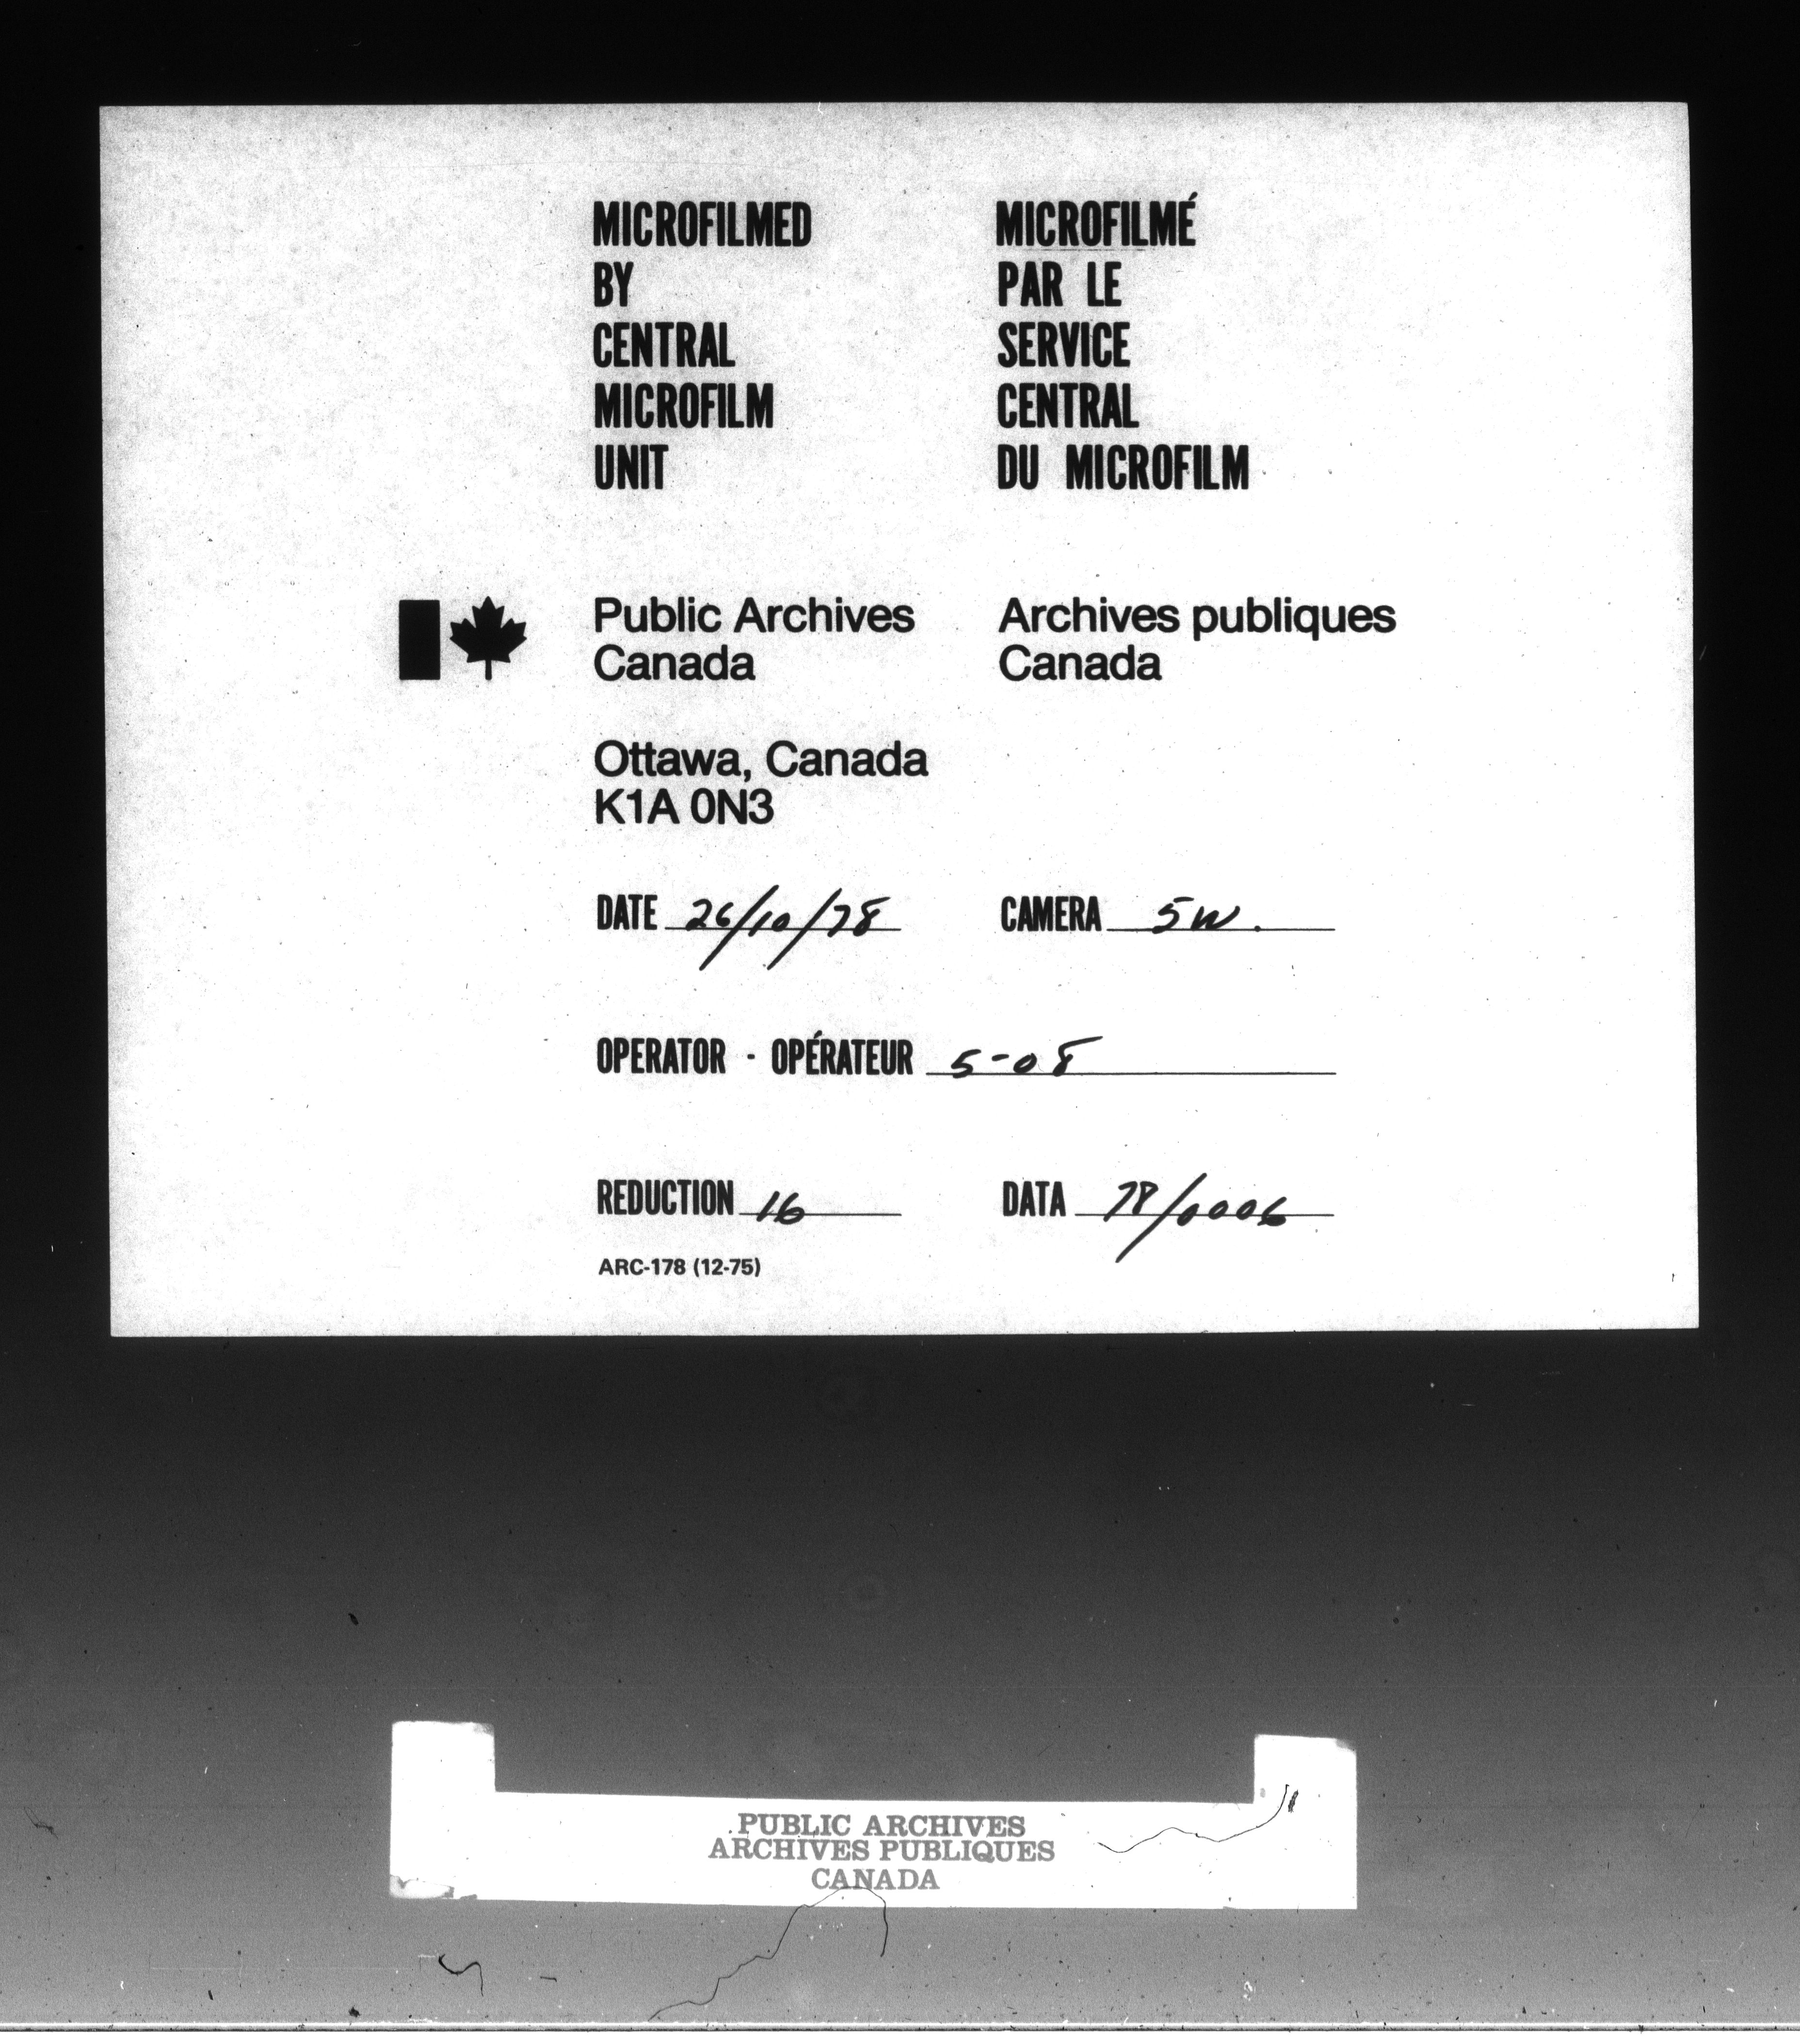 MICROFILMED
BY
CENTRAL
MICROFILM
UNIT
MICROFILMÉ
PAR LE
SERVICE
CENTRAL
DU MICROFILM
Public Archives
Canada
Archives publiques
Canada
Ottawa, Canada
K1A 0N3
DATE 26/10/78
CAMERA 5W.
OPERATOR - OPÉRATEUR 5-08
REDUCTION 16
DATA 78/0006
ARC-178 (12-75)
PUBLIC ARCHIVES
ARCHIVES PUBLIQUES
CANADA